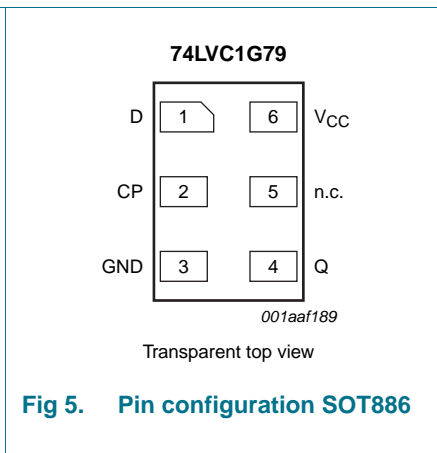 74LVC1G79
D 1 6 VCC
CP 2 5 n.c.
GND 3 4 Q
001aaf189
Transparent top view
Fig 5. Pin configuration SOT886